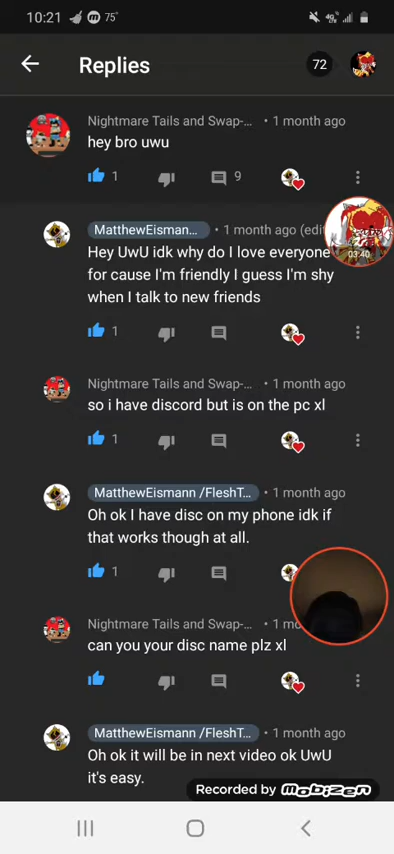 10:21 75°
Replies 72
Nightmare Tails and Swap-... • 1 month ago
hey bro uwu
1 9
MatthewEisman... • 1 month ago (edi
Hey UwU idk why do I love everyone
for cause I'm friendly I guess I'm shy
when I talk to new friends
03:40
1
Nightmare Tails and Swap-... • 1 month ago
so i have discord but is on the pc xl
1
MatthewEismann /FleshT... • 1 month ago
Oh ok I have disc on my phone idk if
that works though at all.
1
Nightmare Tails and Swap-... • 1 mo
can you your disc name plz xl
MatthewEismann /FleshT... • 1 month ago
Oh ok it will be in next video ok UwU
it's easy.
Recorded by Mobizen